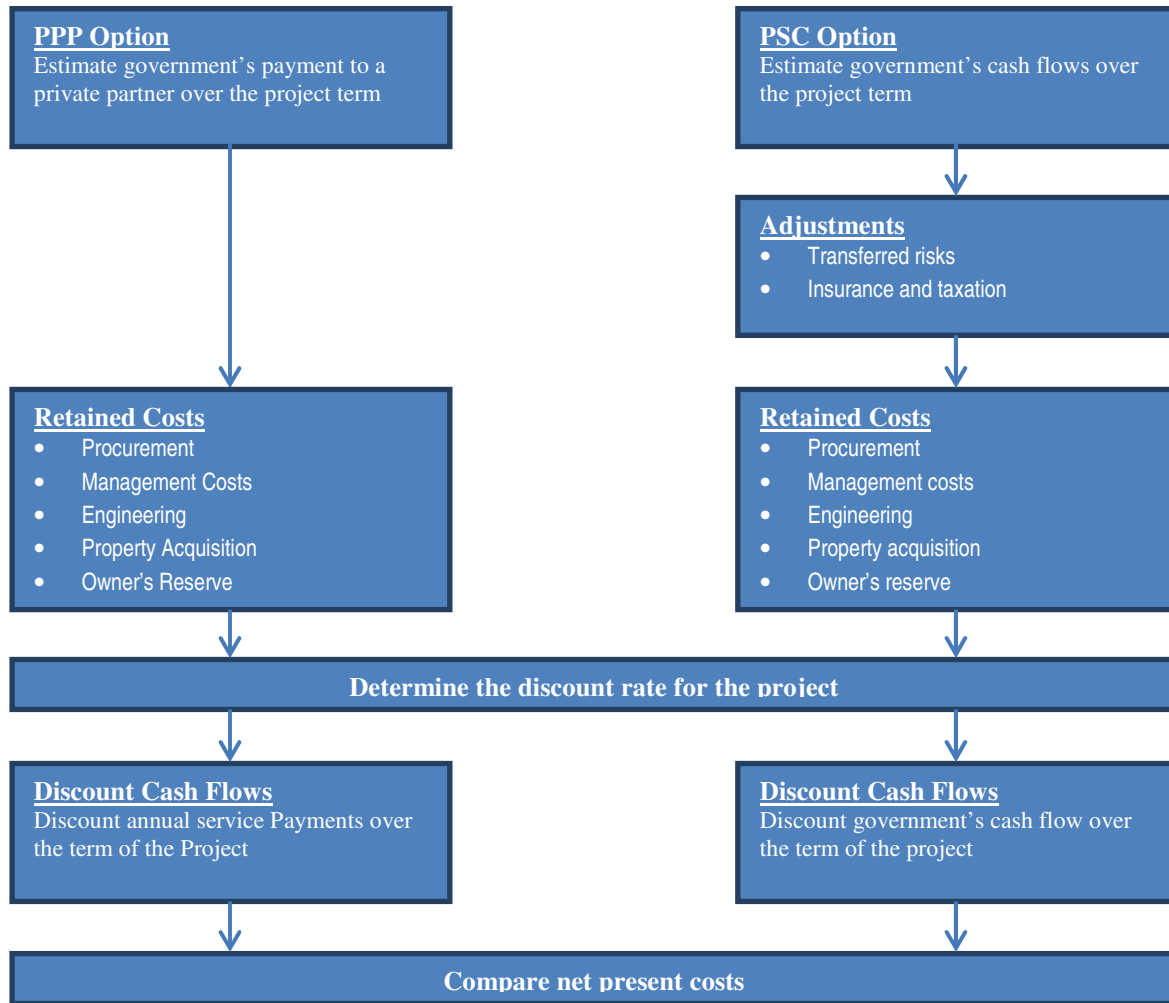 PPP Option
Estimate government's payment to a
private partner over the project term
PSC Option
Estimate government's cash flows over
the project term
Adjustments
• Transferred risks
• Insurance and taxation
Retained Costs
• Procurement
• Management Costs
• Engineering
• Property Acquisition
• Owner's Reserve
Retained Costs
• Procurement
• Management costs
• Engineering
• Property acquisition
• Owner's reserve
Determine the discount rate for the project
Discount Cash Flows
Discount annual service Payments over
the term of the Project
Discount Cash Flows
Discount government's cash flow over
the term of the project
Compare net present costs